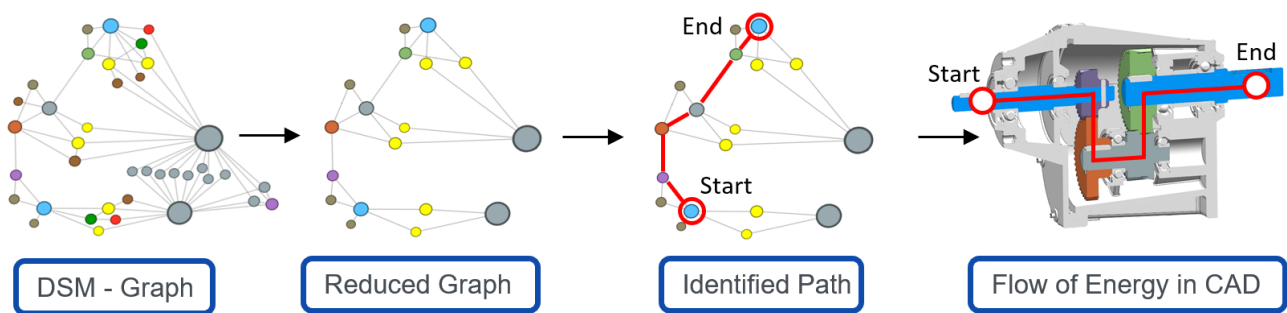 End
Start
Start
End
DSM - Graph
Reduced Graph
Identified Path
Flow of Energy in CAD